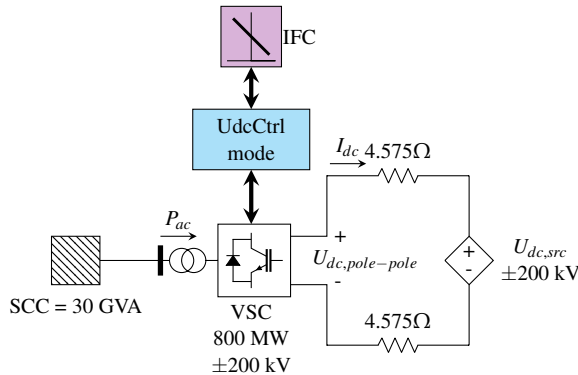 IFC
UdcCtrl
mode
I_dc
4.575Ω
P_ac
+
U_dc,pole−pole
-
+
-
U_dc,src
±200 kV
SCC = 30 GVA
VSC
800 MW
±200 kV
4.575Ω